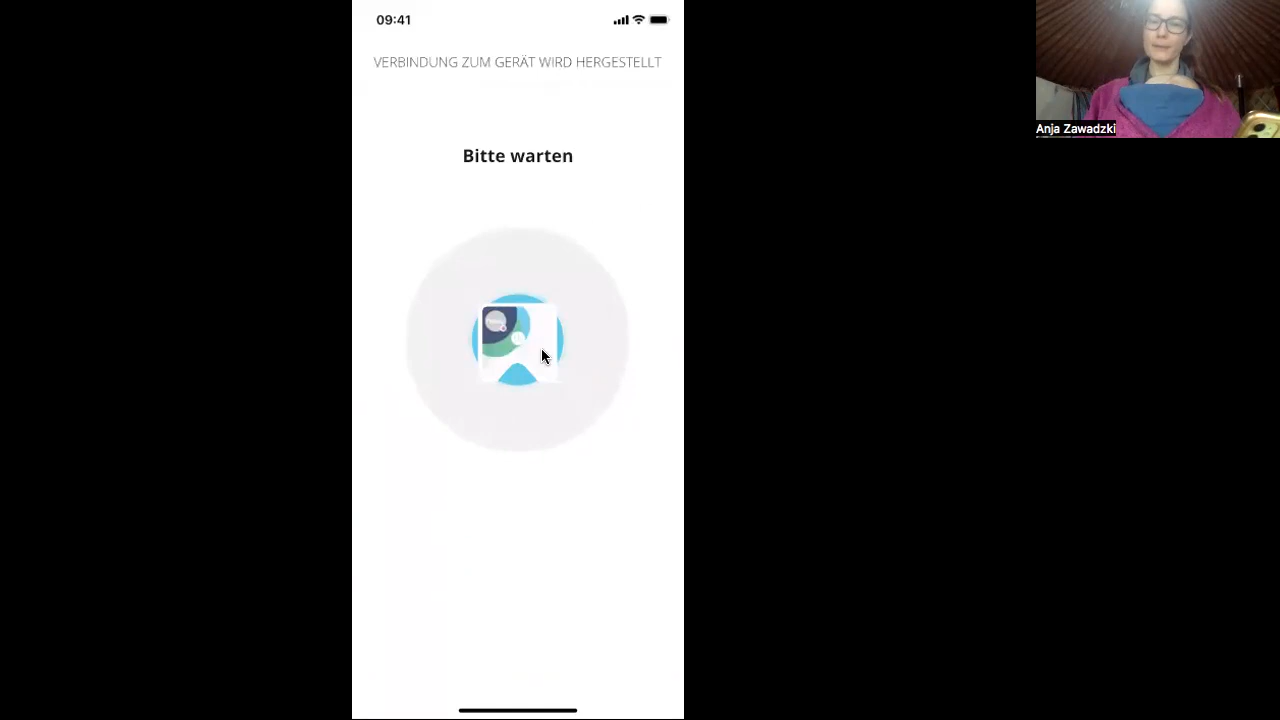 09:41
VERBINDUNG ZUM GERÄT WIRD HERGESTELLT
Bitte warten
Anja Zawadzki